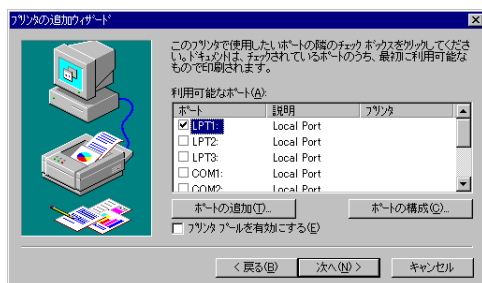 ﾌﾟﾘﾝﾀの追加ｳｨｻﾞｰﾄﾞ
このﾌﾟﾘﾝﾀで使用したいﾎﾟｰﾄの隣のﾁｪｯｸ ﾎﾞｯｸｽをｸﾘｯｸしてくださ
い。ﾄﾞｷｭﾒﾝﾄは、ﾁｪｯｸされているﾎﾟｰﾄのうち、最初に利用可能な
もので印刷されます。
利用可能なﾎﾟｰﾄ(A):
ﾎﾟｰﾄ 説明 ﾌﾟﾘﾝﾀ
LPT1: Local Port
LPT2: Local Port
LPT3: Local Port
COM1: Local Port
COM2: Local Port
ﾎﾟｰﾄの追加(T)... ﾎﾟｰﾄの構成(C)...
ﾌﾟﾘﾝﾀ ﾌﾟｰﾙを有効にする(E)
< 戻る(B) 次へ(N) > ｷｬﾝｾﾙ